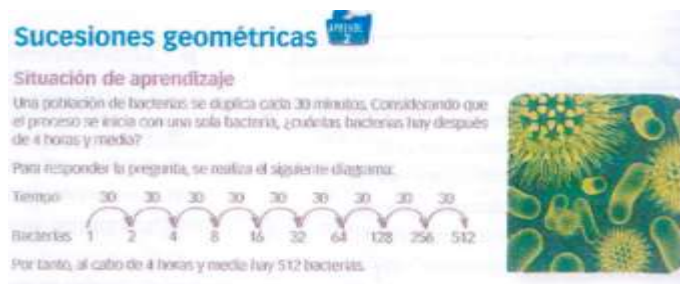 Sucesiones geométricas
APRENDE
2
Situación de aprendizaje
Una población de bacterias se duplica cada 30 minutos. Considerando que
el proceso se inicia con una sola bacteria, ¿cuántas bacterias hay después
de 4 horas y media?
Para responder la pregunta, se realiza el siguiente diagrama:
Tiempo 30 30 30 30 30 30 30 30 30
Bacterias 1 2 4 8 16 32 64 128 256 512
Por tanto, al cabo de 4 horas y media hay 512 bacterias.